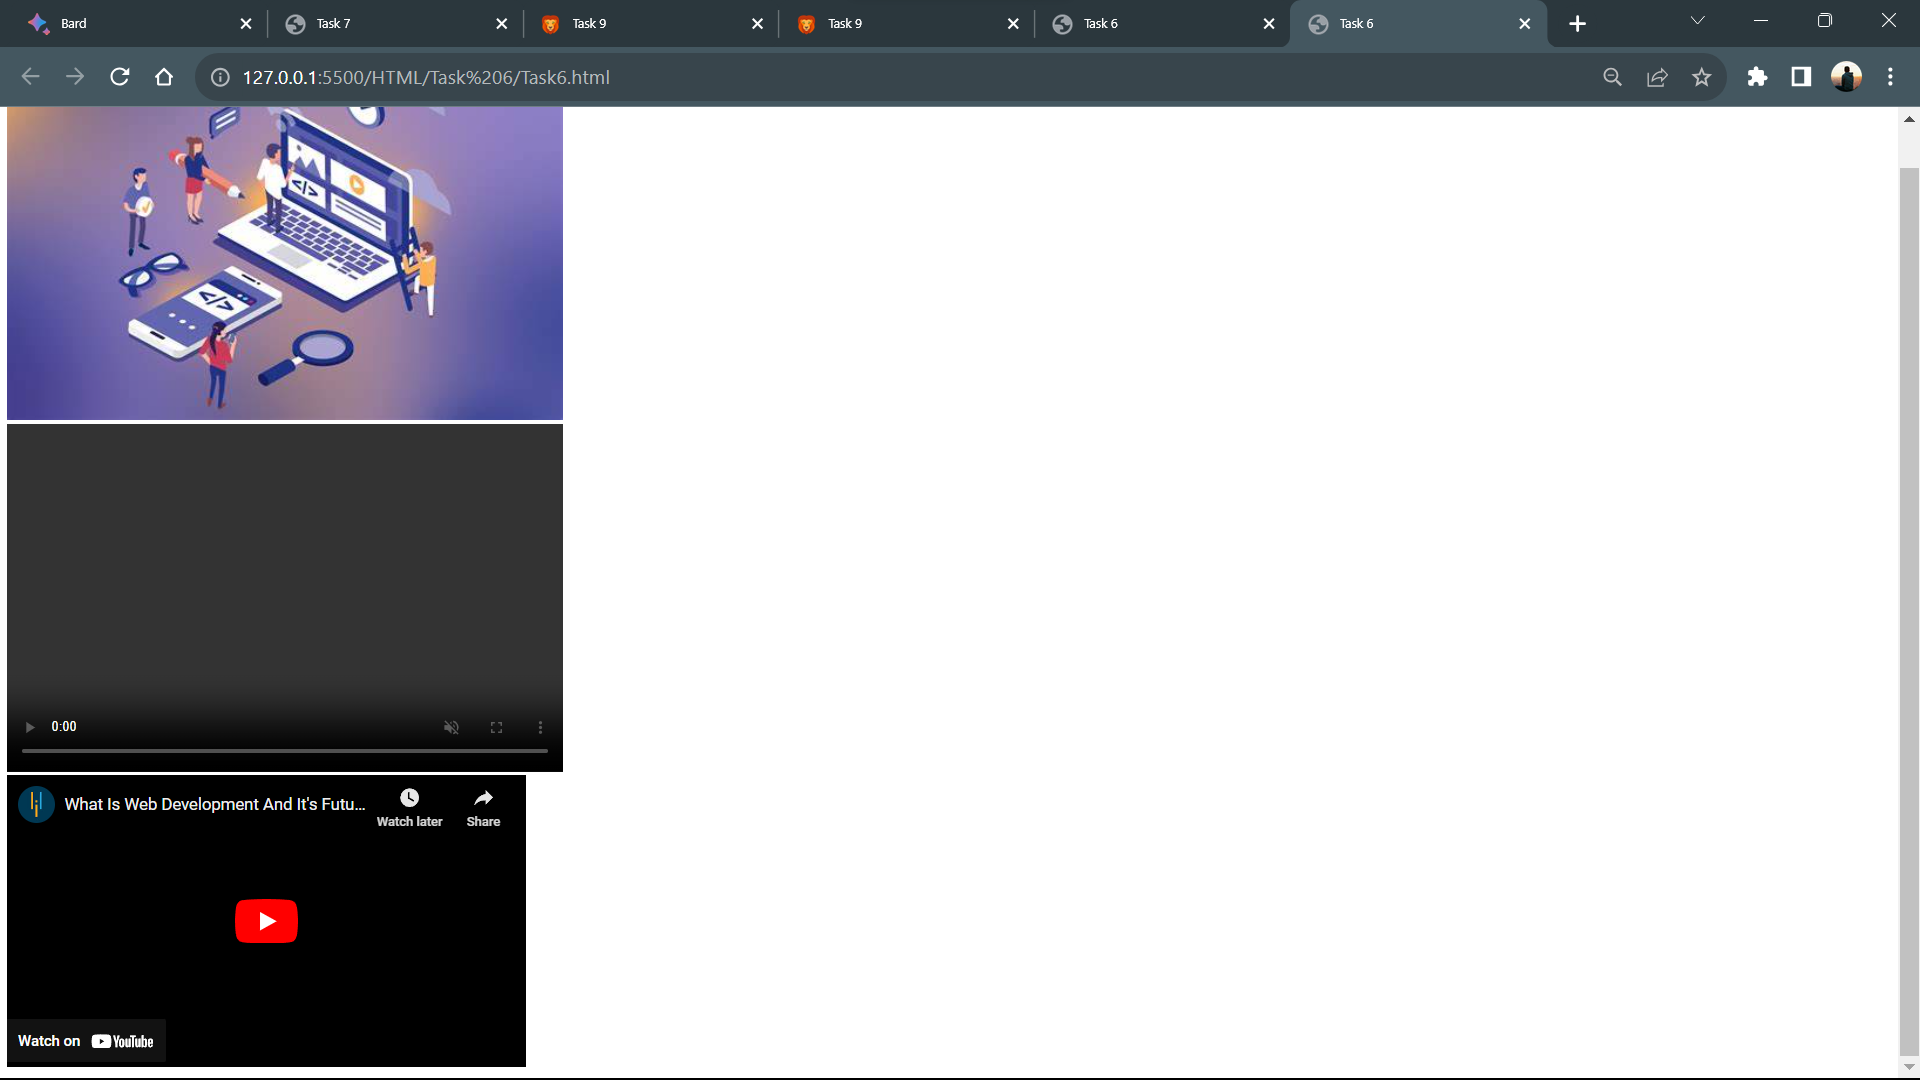 Bard
Task 7
Task 9
Task 9
Task 6
Task 6
127.0.0.1:5500/HTML/Task%206/Task6.html
</>
</>
0:00
What Is Web Development And It's Futu...
Watch later
Share
Watch on YouTube